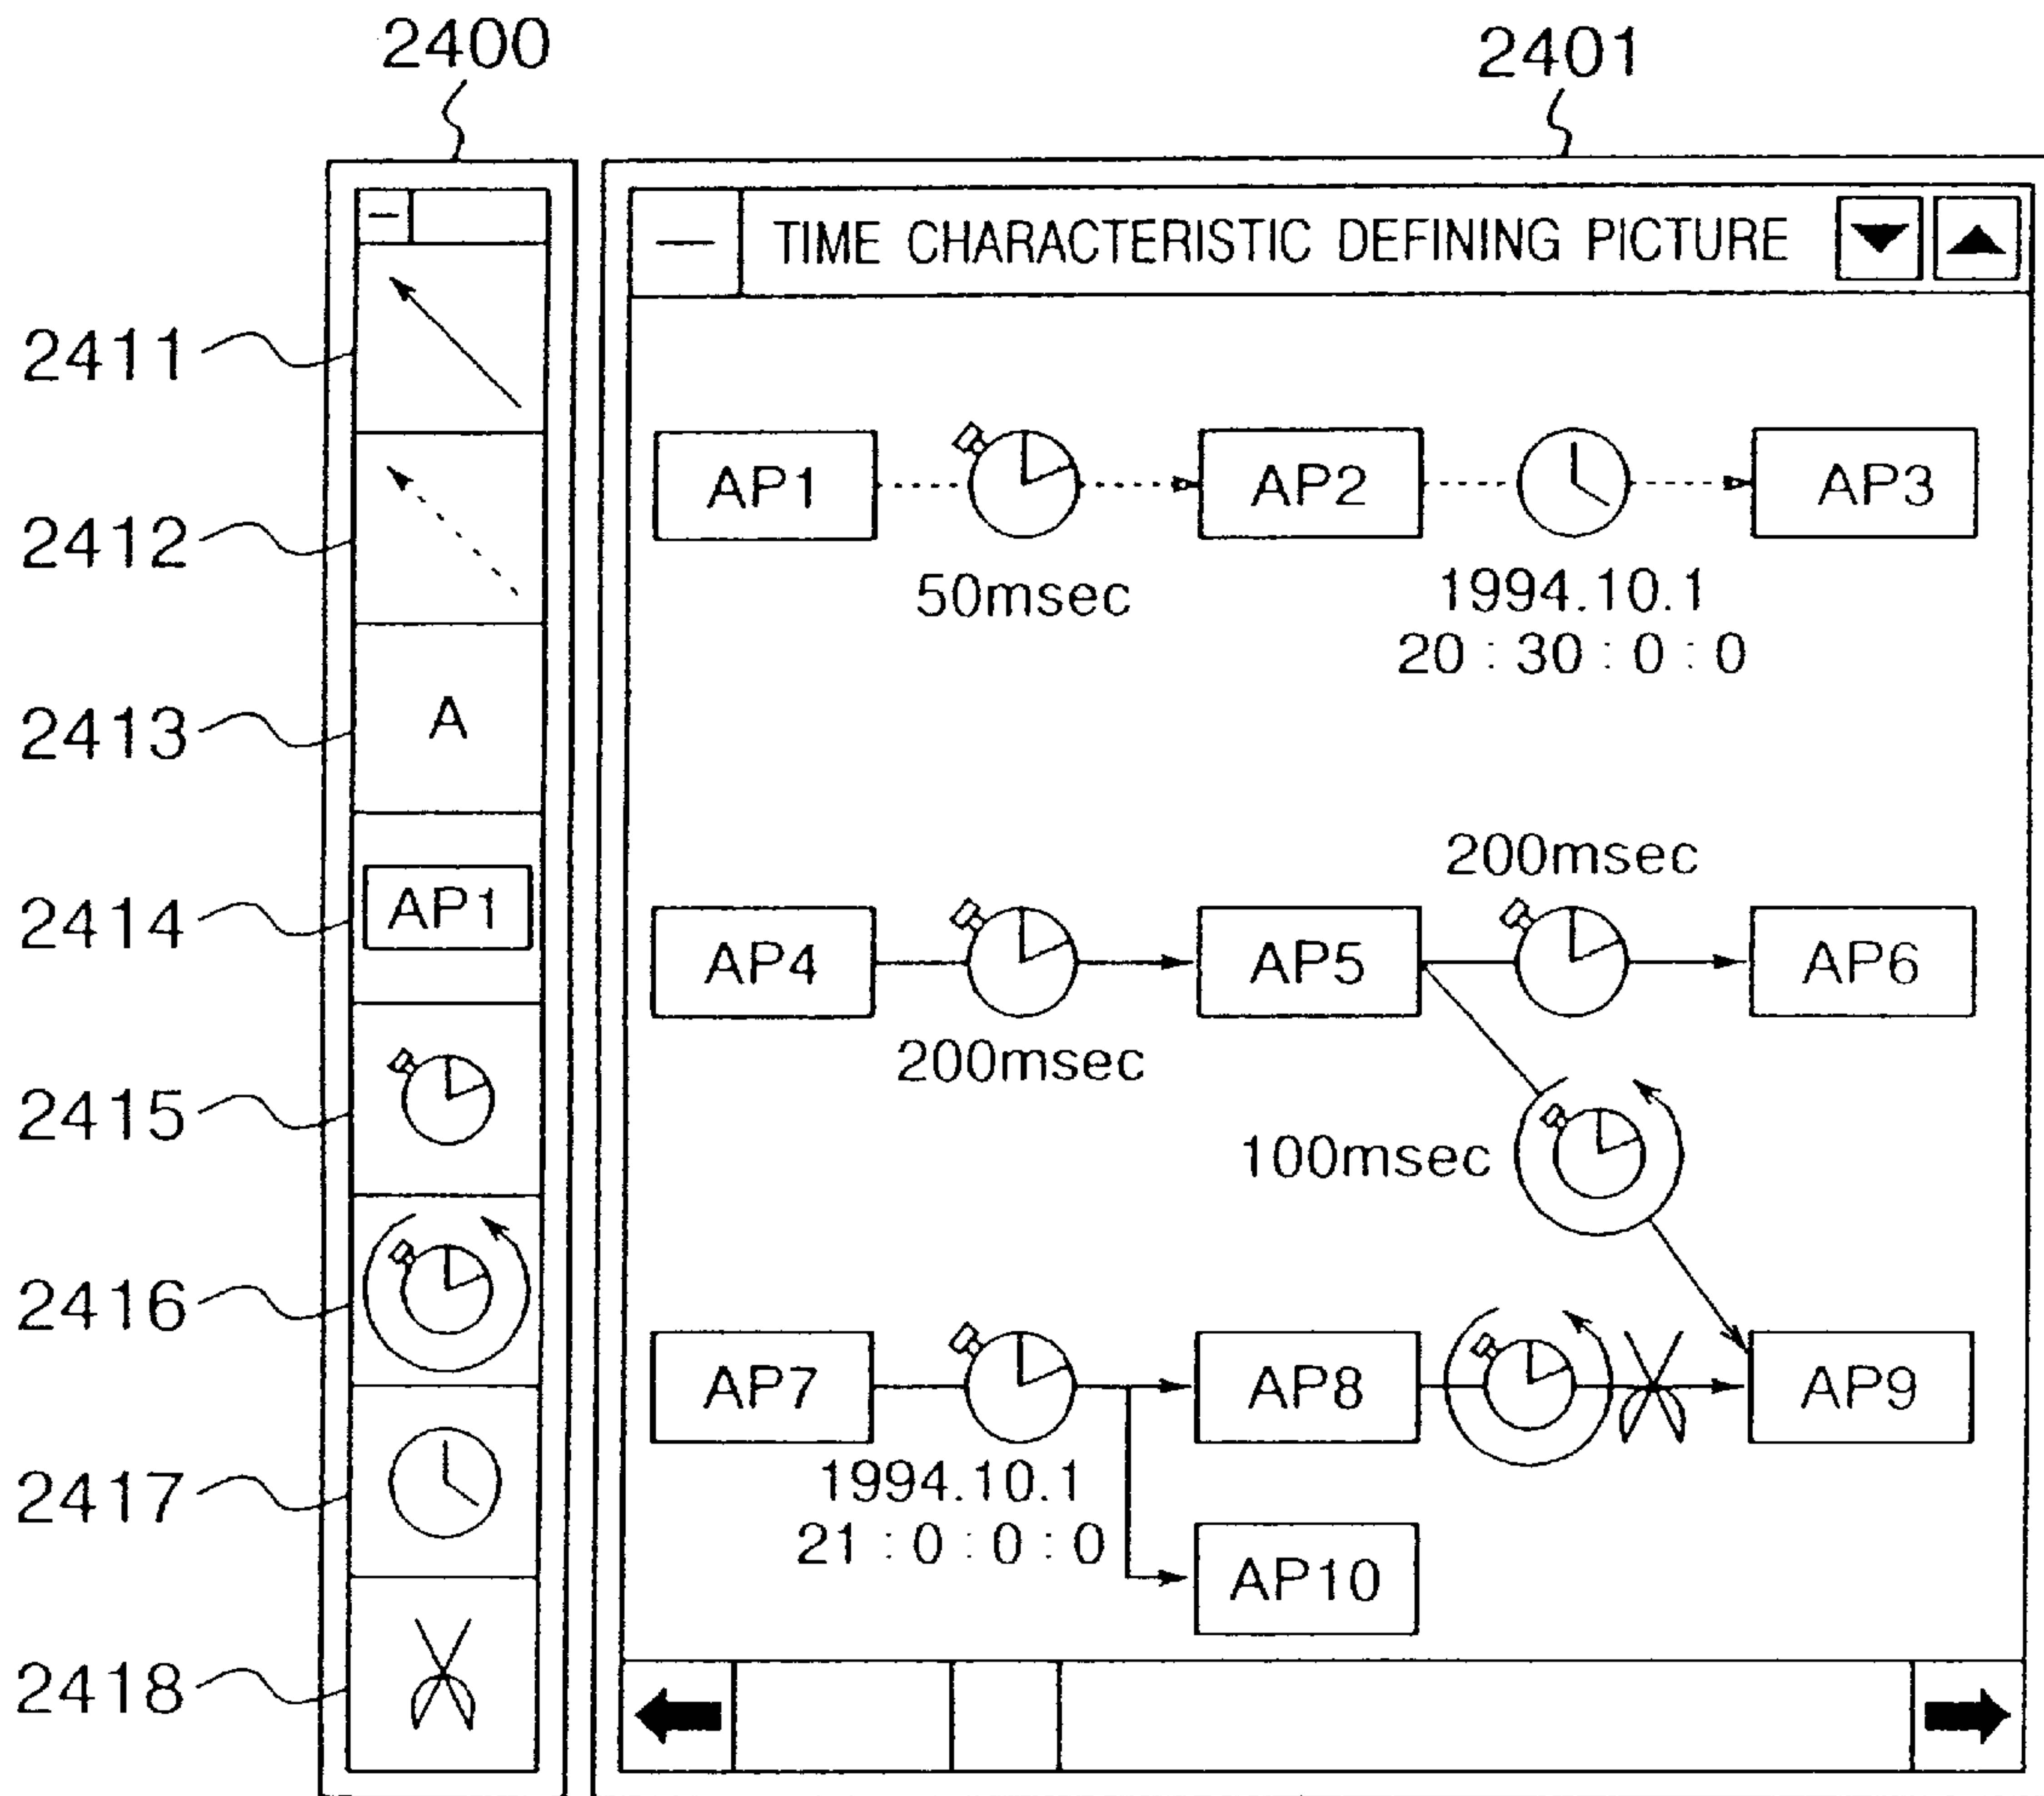 2400
2401
TIME CHARACTERISTIC DEFINING PICTURE
2411
2412
2413
A
2414
AP1
2415
2416
2417
2418
AP1
AP2
AP3
50msec
1994.10.1
20 : 30 : 0 : 0
200msec
AP4
AP5
AP6
200msec
100msec
AP7
AP8
AP9
1994.10.1
21 : 0 : 0 : 0
AP10